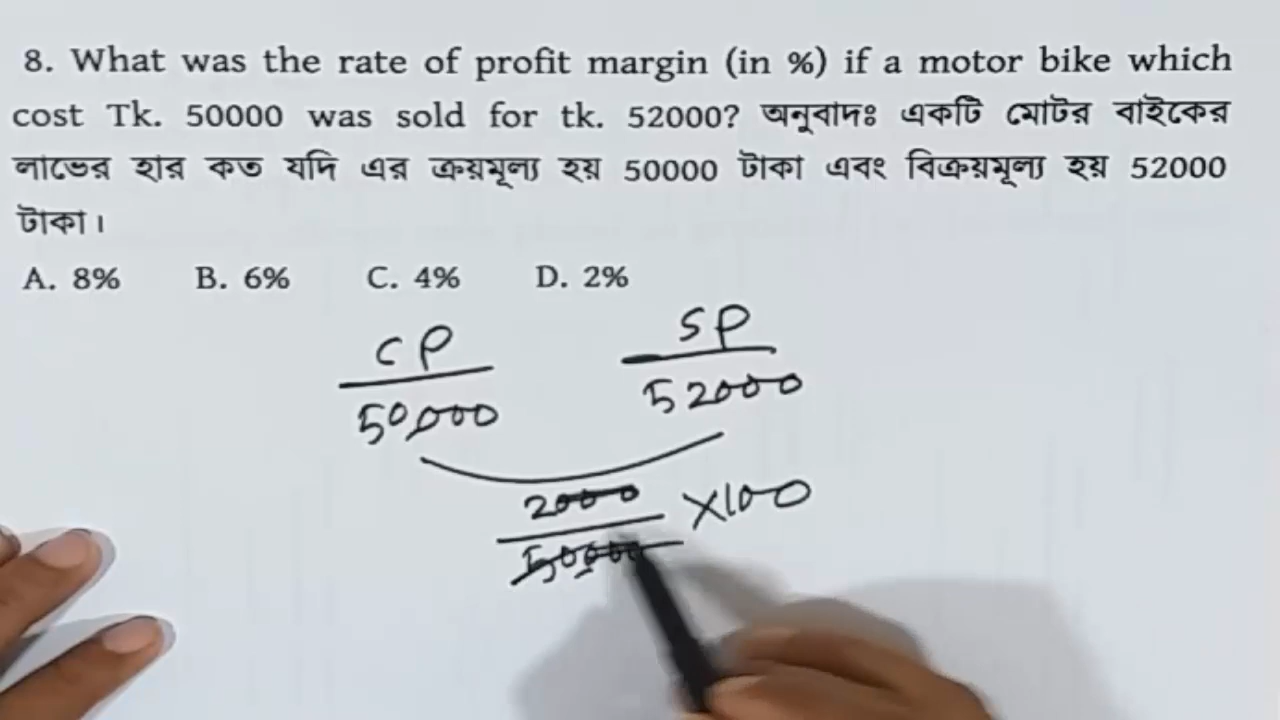 8. What was the rate of profit margin (in %) if a motor bike which
cost Tk. 50000 was sold for tk. 52000? অনুবাদঃ একটি মোটর বাইকের
লাভের হার কত যদি এর ক্রয়মূল্য হয় 50000 টাকা এবং বিক্রয়মূল্য হয় 52000
টাকা।
A. 8% B. 6% C. 4% D. 2%
CP SP
50,000 52000
2000
50000 ×100